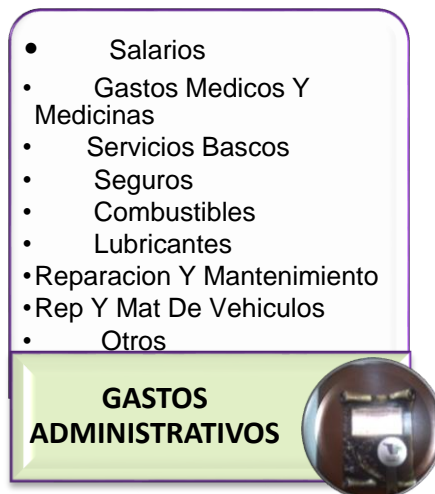 • Salarios
• Gastos Medicos Y
Medicinas
• Servicios Bascos
• Seguros
• Combustibles
• Lubricantes
•Reparacion Y Mantenimiento
•Rep Y Mat De Vehiculos
• Otros
GASTOS
ADMINISTRATIVOS